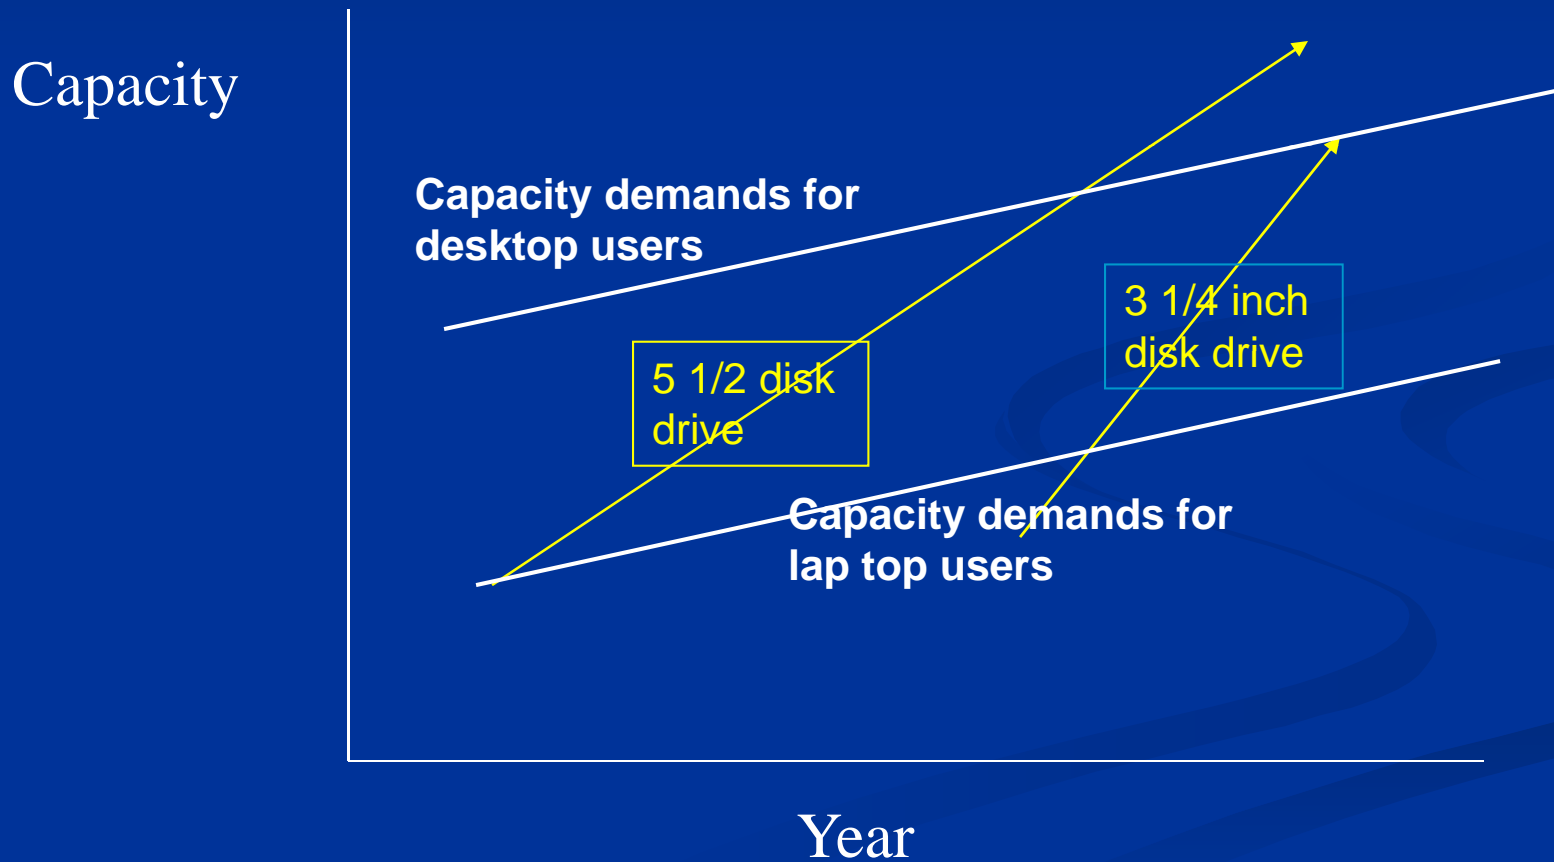 Capacity
Capacity demands for
desktop users
3 1/4 inch
disk drive
5 1/2 disk
drive
Capacity demands for
lap top users
Year